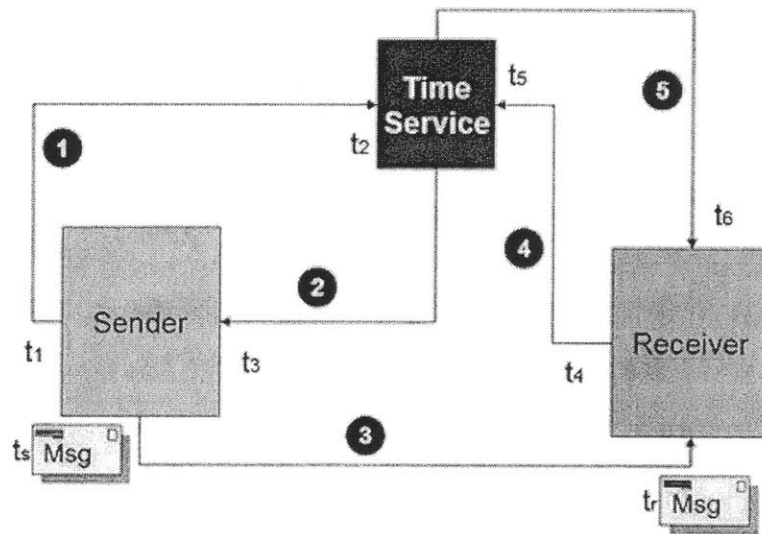 Time
Service
t5
5
1
t2
t6
4
2
Sender
Receiver
t1
t3
t4
3
ts Msg
tr Msg